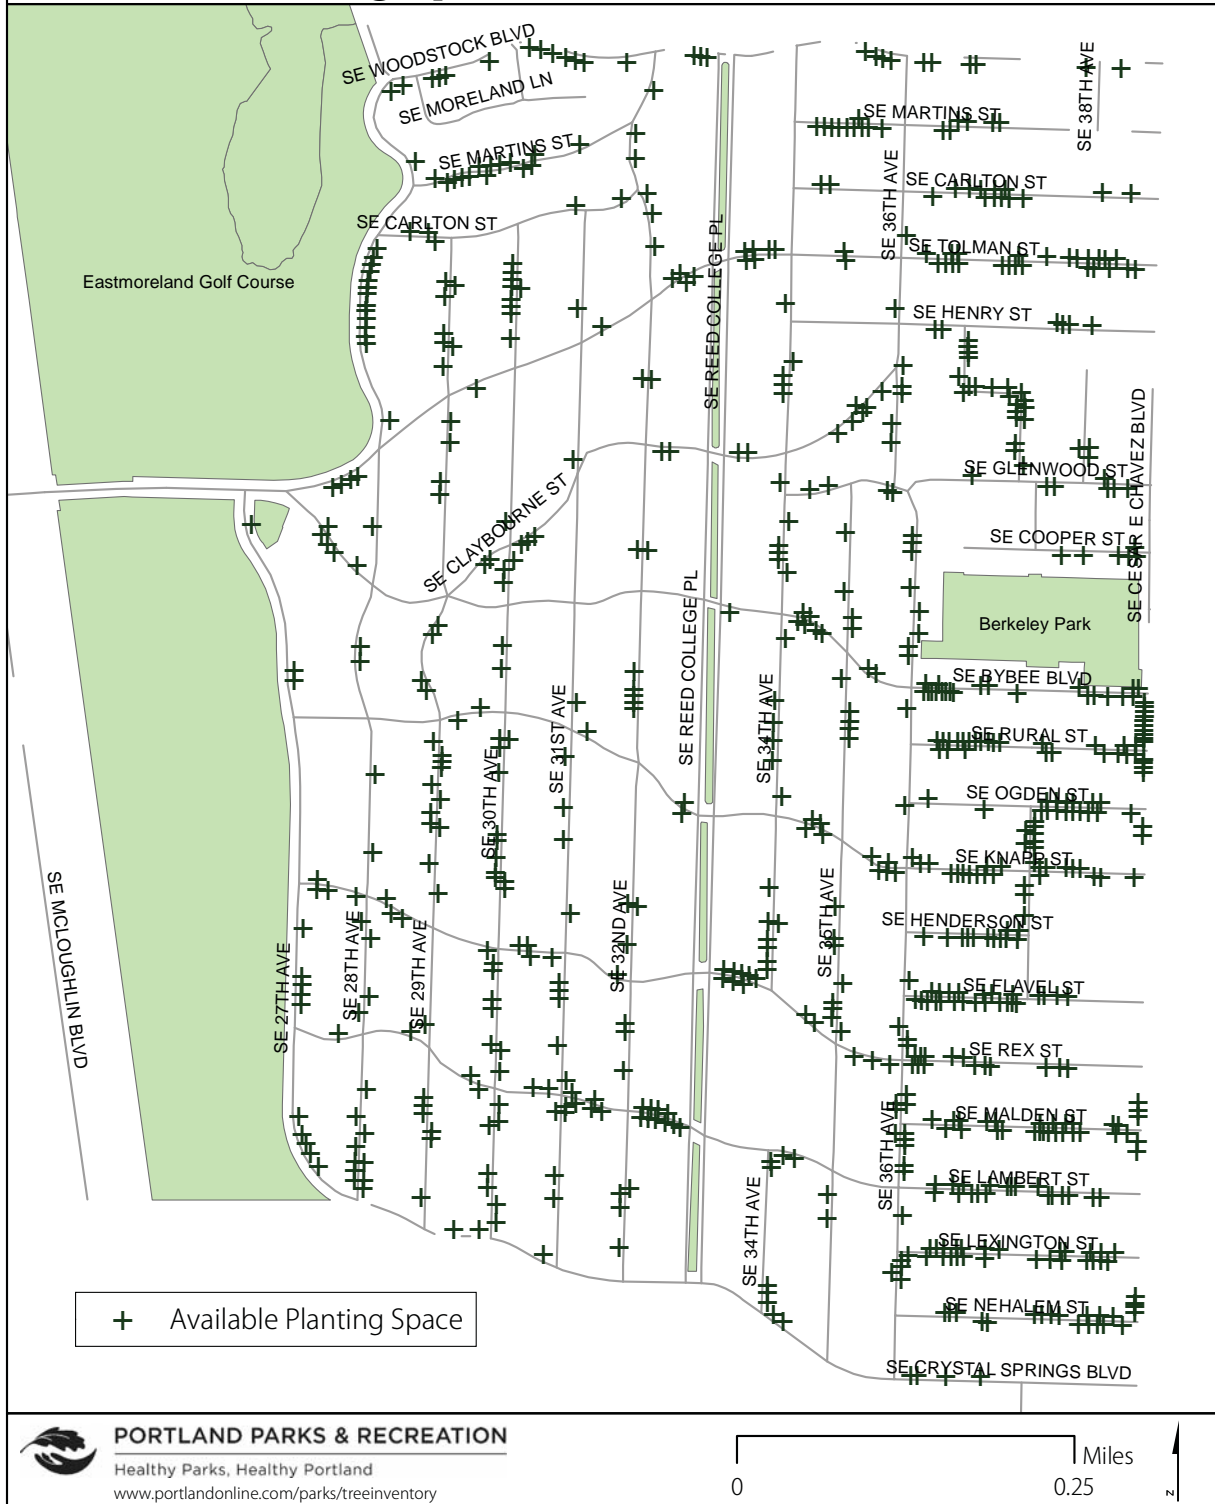 SE WOODSTOCK BLVD
SE MORELAND LN
SE MARTINS ST
SE MARTINS ST
SE 38TH AVE
SE CARLTON ST
SE 36TH AVE
SE CARLTON ST
SE TOLMAN ST
Eastmoreland Golf Course
SE REED COLLEGE PL
SE HENRY ST
SE CESAR E CHAVEZ BLVD
SE GLENWOOD ST
SE CLAYBOURNE ST
SE COOPER ST
SE REED COLLEGE PL
Berkeley Park
SE BYBEE BLVD
SE 31ST AVE
SE 34TH AVE
SE RURAL ST
SE 30TH AVE
SE OGDEN ST
SE KNAPP ST
SE MCLOUGHLIN BLVD
SE 27TH AVE
SE 28TH AVE
SE 29TH AVE
SE 32ND AVE
SE 35TH AVE
SE HENDERSON ST
SE FLAVEL ST
SE REX ST
SE MALDEN ST
SE 36TH AVE
SE LAMBERT ST
SE 34TH AVE
SE LEXINGTON ST
SE NEHALEM ST
Available Planting Space
SE CRYSTAL SPRINGS BLVD
PORTLAND PARKS & RECREATION
Healthy Parks, Healthy Portland
www.portlandonline.com/parks/treeinventory
Miles
0 0.25
N